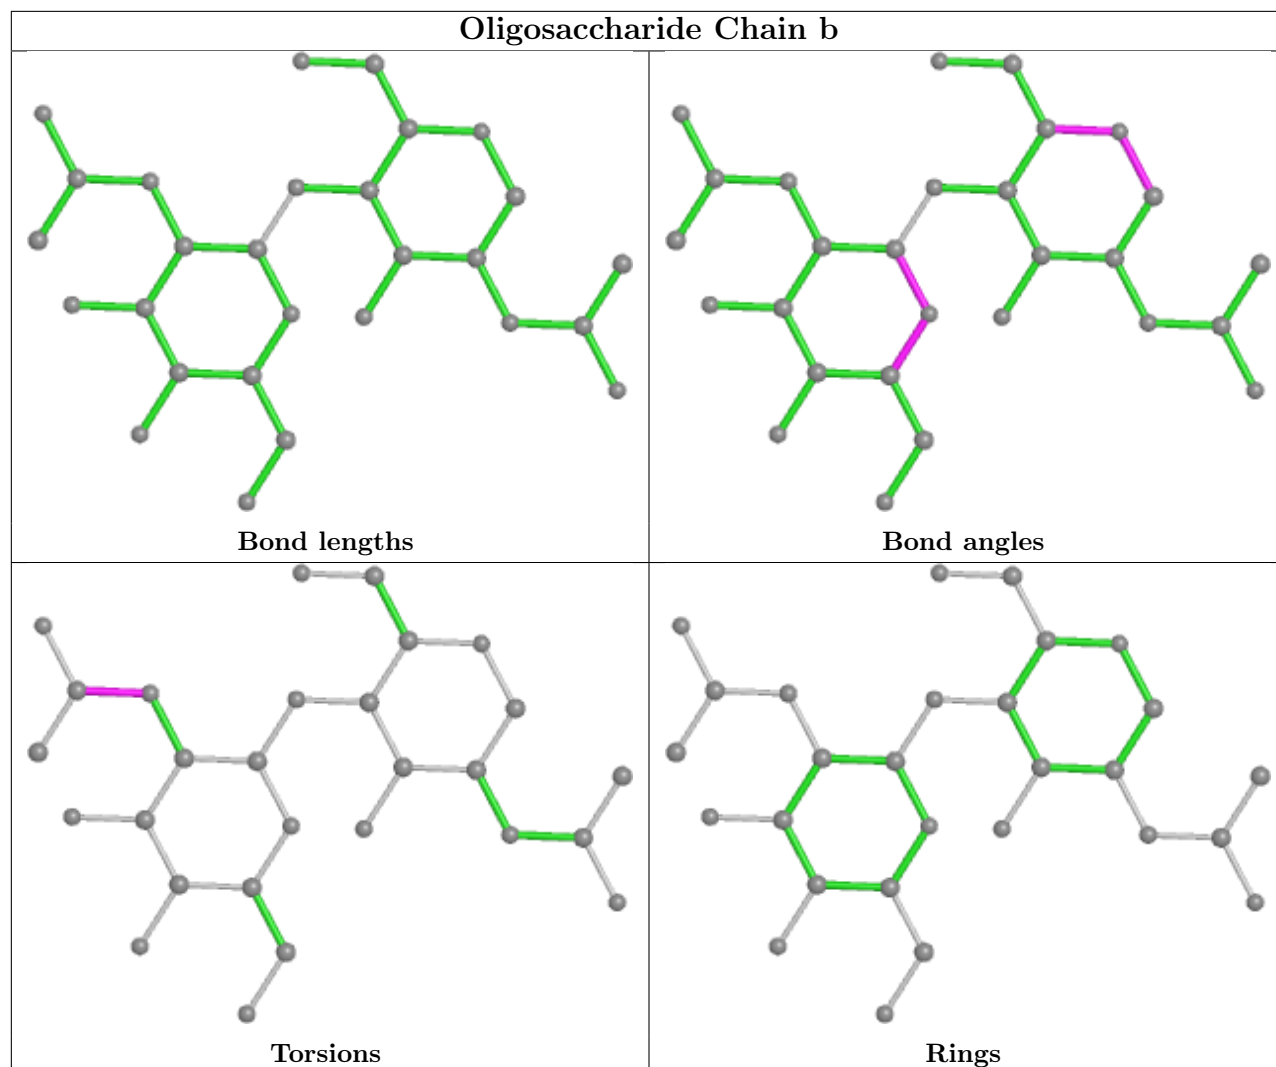 Oligosaccharide Chain b
Bond lengths
Bond angles
Torsions
Rings